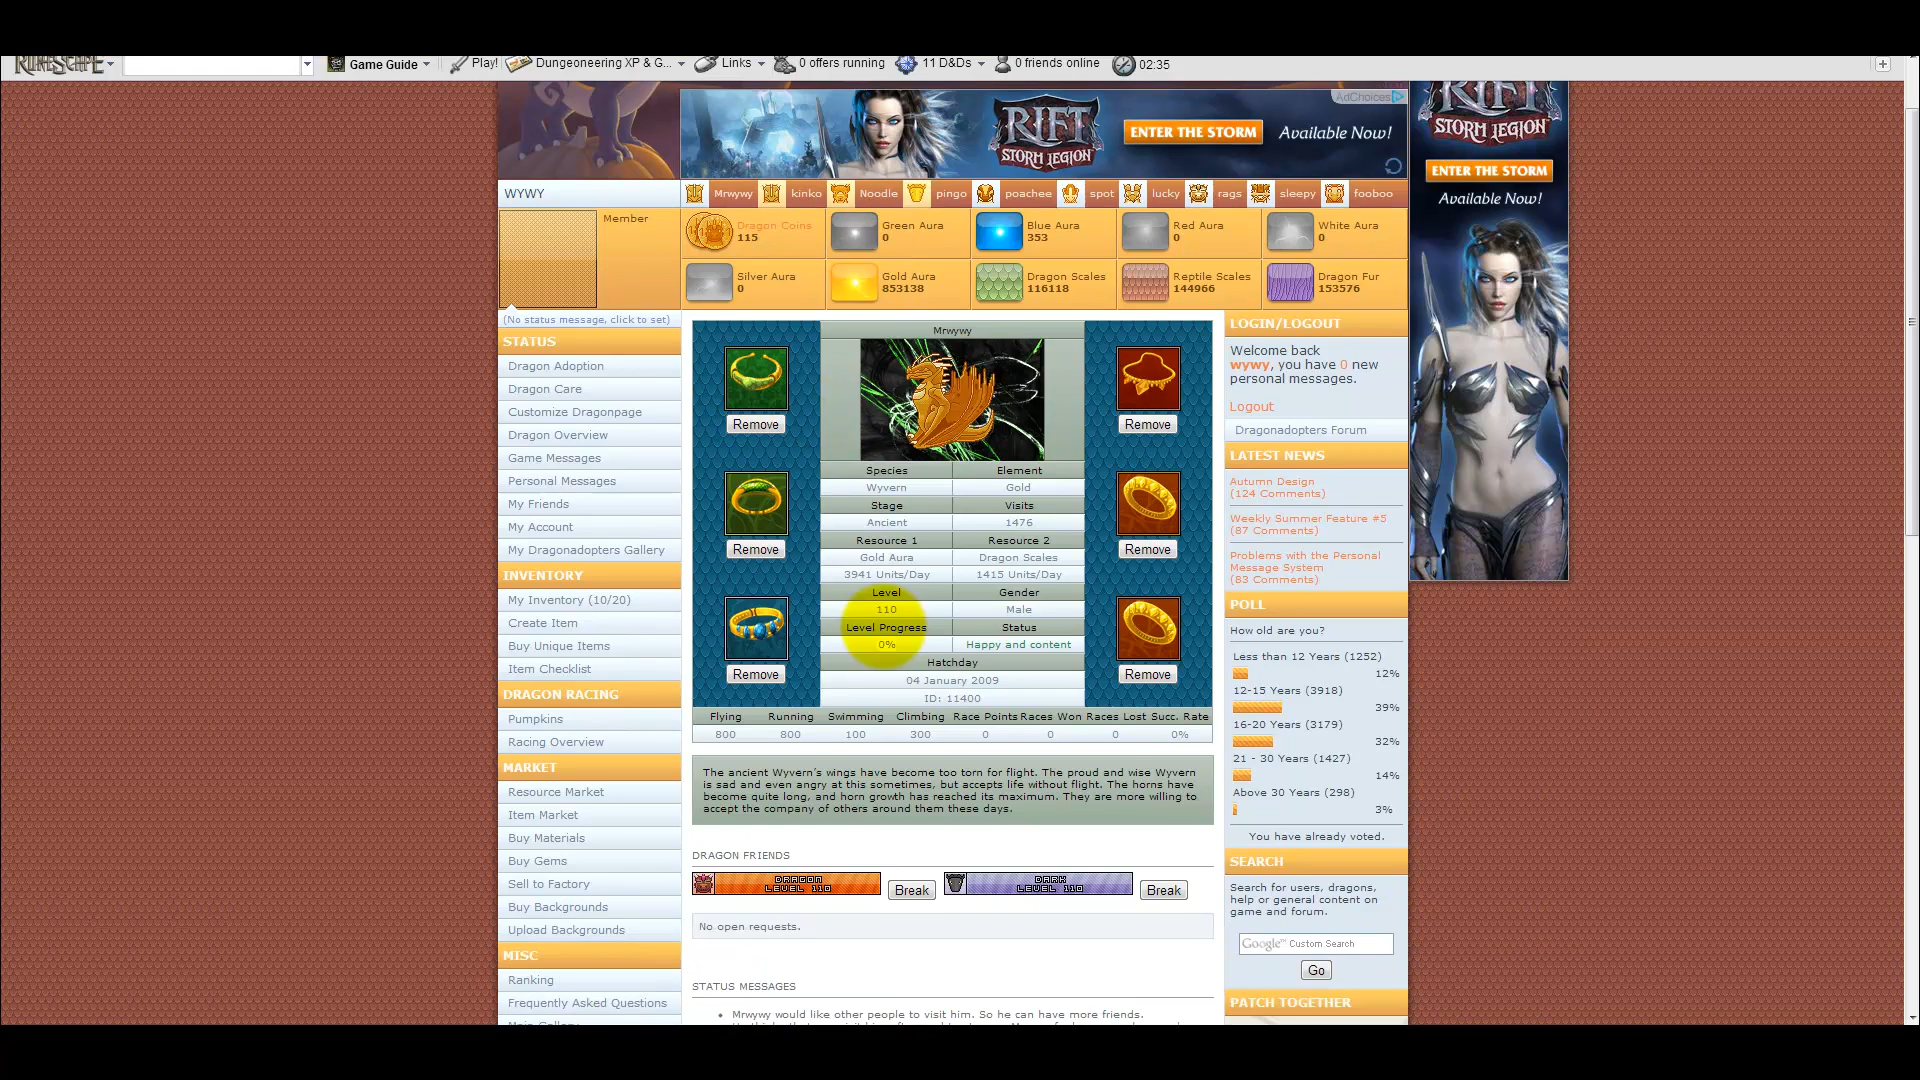 RUNESCAPE
Game Guide
Play!
Dungeoneering XP & G...
Links
0 offers running
11 D&Ds
0 friends online
02:35
RIFT
STORM LEGION
ENTER THE STORM
Available Now!
AdChoices
RIFT
STORM LEGION
ENTER THE STORM
Available Now!
WYWY
Mrwywy
kinko
Noodle
pingo
poachee
spot
lucky
rags
sleepy
fooboo
Member
Dragon Coins
115
Green Aura
0
Blue Aura
353
Red Aura
0
White Aura
0
Silver Aura
0
Gold Aura
853138
Dragon Scales
116118
Reptile Scales
144966
Dragon Fur
153576
(No status message, click to set)
STATUS
Dragon Adoption
Dragon Care
Customize Dragonpage
Dragon Overview
Game Messages
Personal Messages
My Friends
My Account
My Dragonadopters Gallery
INVENTORY
My Inventory (10/20)
Create Item
Buy Unique Items
Item Checklist
DRAGON RACING
Pumpkins
Racing Overview
MARKET
Resource Market
Item Market
Buy Materials
Buy Gems
Sell to Factory
Buy Backgrounds
Upload Backgrounds
MISC
Ranking
Frequently Asked Questions
Mrwywy
Remove
Remove
Remove
Remove
Remove
Remove
Species Element
Wyvern Gold
Stage Visits
Ancient 1476
Resource 1 Resource 2
Gold Aura Dragon Scales
3941 Units/Day 1415 Units/Day
Level Gender
110 Male
Level Progress Status
0% Happy and content
Hatchday
04 January 2009
ID: 11400
Flying Running Swimming Climbing Race Points Races Won Races Lost Succ. Rate
800 800 100 300 0 0 0 0%
The ancient Wyvern's wings have become too torn for flight. The proud and wise Wyvern
is sad and even angry at this sometimes, but accepts life without flight. The horns have
become quite long, and horn growth has reached its maximum. They are more willing to
accept the company of others around them these days.
DRAGON FRIENDS
DRAGON
LEVEL 110
Break
DARK
LEVEL 110
Break
No open requests.
STATUS MESSAGES
Mrwywy would like other people to visit him. So he can have more friends.
LOGIN/LOGOUT
Welcome back
wywy, you have 0 new
personal messages.
Logout
Dragonadopters Forum
LATEST NEWS
Autumn Design
(124 Comments)
Weekly Summer Feature #5
(87 Comments)
Problems with the Personal
Message System
(83 Comments)
POLL
How old are you?
Less than 12 Years (1252)
12%
12-15 Years (3918)
39%
16-20 Years (3179)
32%
21 - 30 Years (1427)
14%
Above 30 Years (298)
3%
You have already voted.
SEARCH
Search for users, dragons,
help or general content on
game and forum.
Google™ Custom Search
Go
PATCH TOGETHER